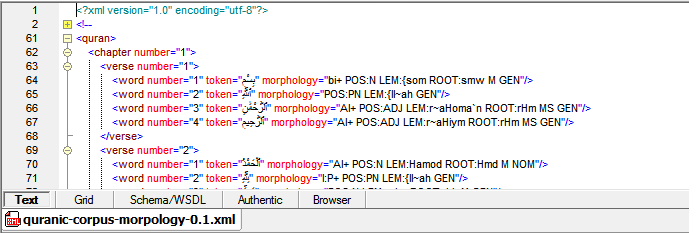 1 <?xml version="1.0" encoding="utf-8"?>
2 <!--
61 <quran>
62 <chapter number="1">
63 <verse number="1">
64 <word number="1" token="بِسْمِ" morphology="bi+ POS:N LEM:{som ROOT:smw M GEN"/>
65 <word number="2" token="ٱللَّهِ" morphology="POS:PN LEM:{ll~ah GEN"/>
66 <word number="3" token="ٱلرَّحْمَٰنِ" morphology="Al+ POS:ADJ LEM:r~aHoma`n ROOT:rHm MS GEN"/>
67 <word number="4" token="ٱلرَّحِيمِ" morphology="Al+ POS:ADJ LEM:r~aHiym ROOT:rHm MS GEN"/>
68 </verse>
69 <verse number="2">
70 <word number="1" token="ٱلْحَمْدُ" morphology="Al+ POS:N LEM:Hamod ROOT:Hmd M NOM"/>
71 <word number="2" token="لِلَّهِ" morphology="l:P+ POS:PN LEM:{ll~ah GEN"/>
Text Grid Schema/WSDL Authentic Browser
quranic-corpus-morpology-0.1.xml